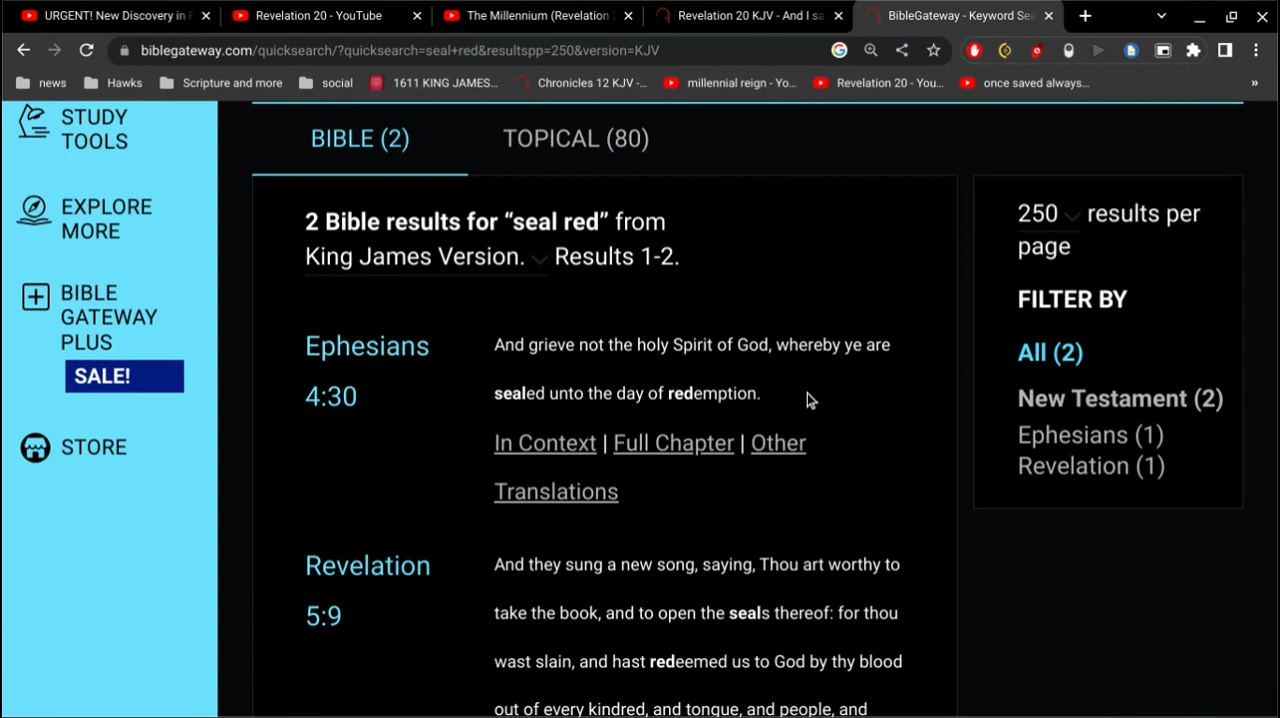 URGENT! New Discovery in
Revelation 20 - YouTube
The Millennium (Revelation
Revelation 20 KJV - And I sa
BibleGateway - Keyword Sea
biblegateway.com/quicksearch/?quicksearch=seal+red&resultspp=250&version=KJV
news
Hawks
Scripture and more
social
1611 KING JAMES...
Chronicles 12 KJV -...
millennial reign - Yo...
Revelation 20 - You...
once saved always...
»
STUDY
TOOLS
EXPLORE
MORE
BIBLE
GATEWAY
PLUS
SALE!
STORE
BIBLE (2)
TOPICAL (80)
2 Bible results for “seal red” from
King James Version. Results 1-2.
Ephesians
4:30
And grieve not the holy Spirit of God, whereby ye are
sealed unto the day of redemption.
In Context | Full Chapter | Other
Translations
Revelation
5:9
And they sung a new song, saying, Thou art worthy to
take the book, and to open the seals thereof: for thou
wast slain, and hast redeemed us to God by thy blood
out of every kindred, and tongue, and people, and
250 results per
page
FILTER BY
All (2)
New Testament (2)
Ephesians (1)
Revelation (1)